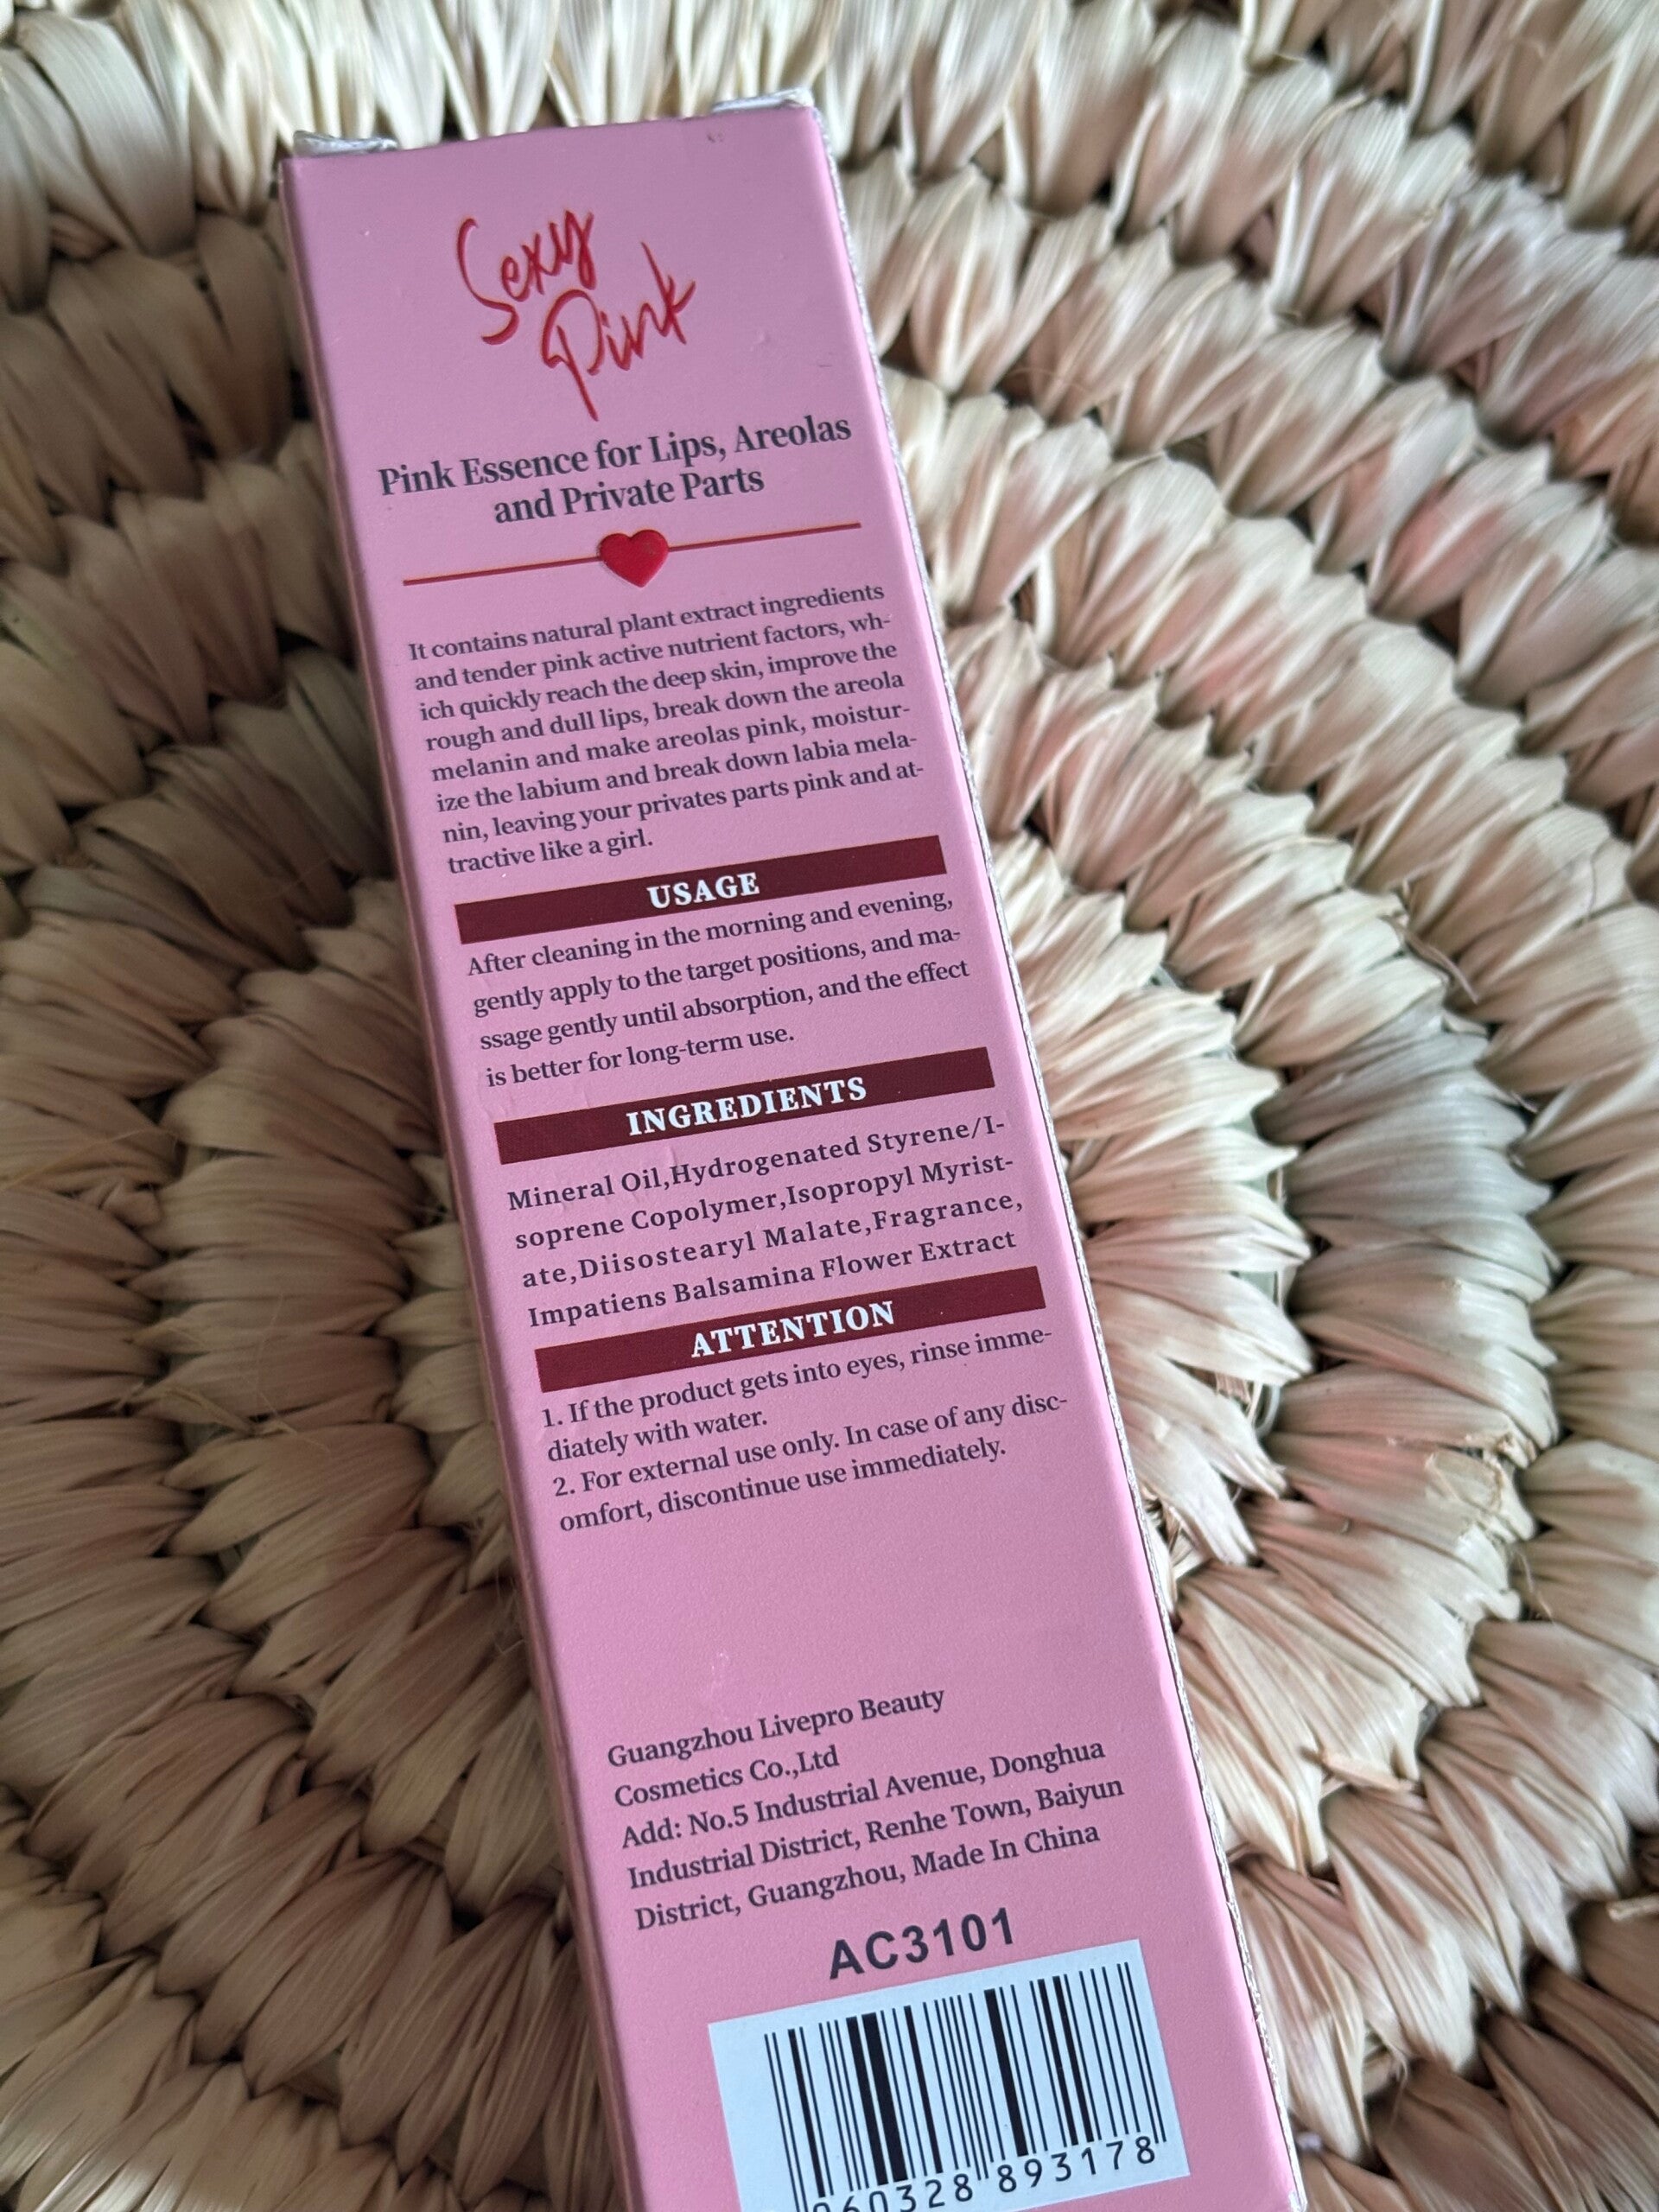 Sexy
Pink
Pink Essence for Lips, Areolas
and Private Parts
It contains natural plant extract ingredients
and tender pink active nutrient factors, wh-
ich quickly reach the deep skin, improve the
rough and dull lips, break down the areola
melanin and make areolas pink, moistur-
ize the labium and break down labia mela-
nin, leaving your privates parts pink and at-
tractive like a girl.
USAGE
After cleaning in the morning and evening,
gently apply to the target positions, and ma-
ssage gently until absorption, and the effect
is better for long-term use.
INGREDIENTS
Mineral Oil,Hydrogenated Styrene/I-
soprene Copolymer,Isopropyl Myrist-
ate,Diisostearyl Malate,Fragrance,
Impatiens Balsamina Flower Extract
ATTENTION
1. If the product gets into eyes, rinse imme-
diately with water.
2. For external use only. In case of any disc-
omfort, discontinue use immediately.
Guangzhou Livepro Beauty
Cosmetics Co.,Ltd
Add: No.5 Industrial Avenue, Donghua
Industrial District, Renhe Town, Baiyun
District, Guangzhou, Made In China
AC3101
60328 893178